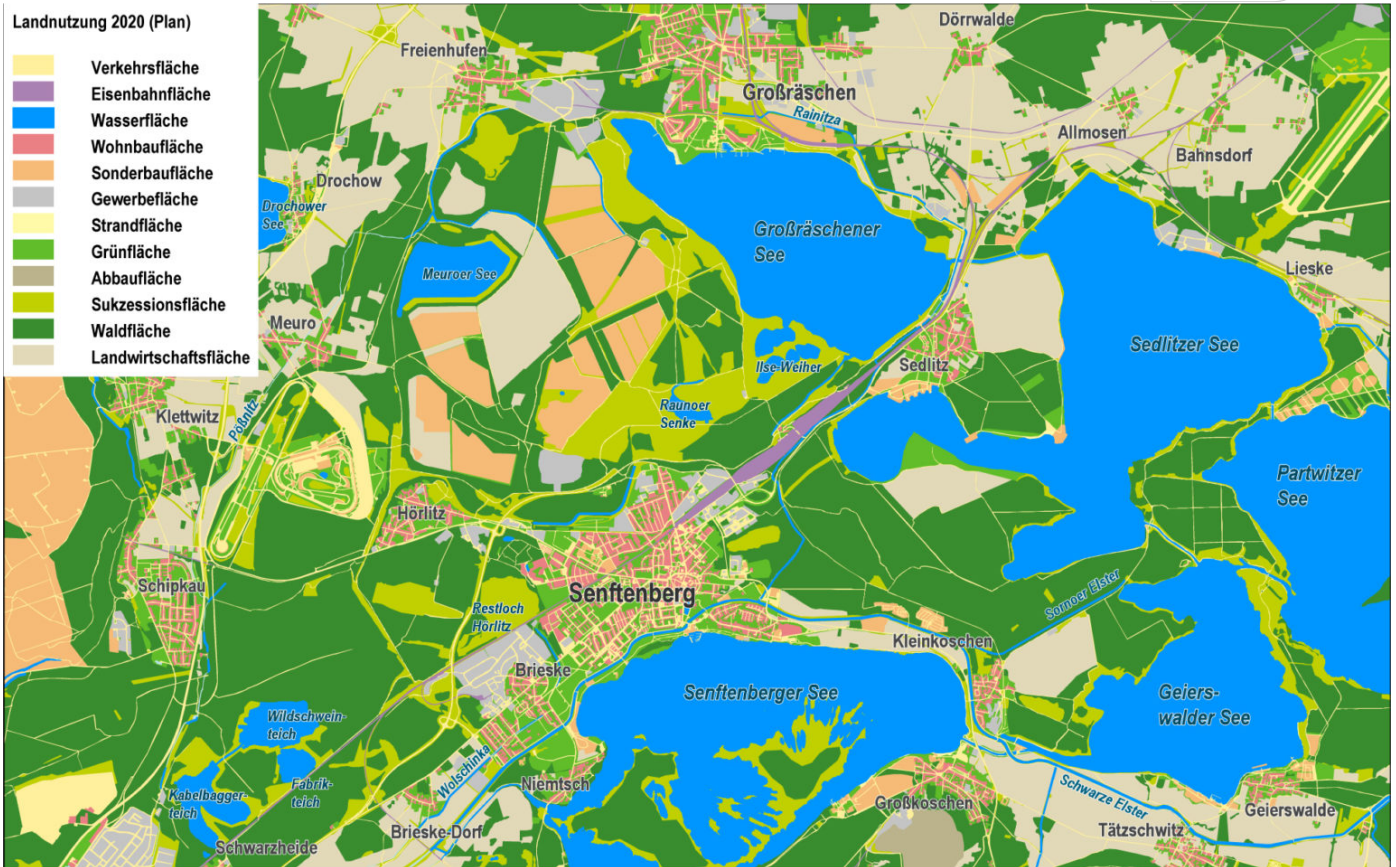 Landnutzung 2020 (Plan)
Verkehrsfläche
Eisenbahnfläche
Wasserfläche
Wohnbaufläche
Sonderbaufläche
Gewerbefläche
Strandfläche
Grünfläche
Abbaufläche
Sukzessionsfläche
Waldfläche
Landwirtschaftsfläche
Freienhufen
Dörrwalde
Großräschen
Rainitza
Allmosen
Bahnsdorf
Drochow
Drochower
See
Großräschener
See
Meuroer See
Lieske
Meuro
Sedlitzer See
Ilse-Weiher
Sedlitz
Klettwitz
Pößnitz
Raunoer
Senke
Partwitzer
See
Hörlitz
Schipkau
Senftenberg
Restloch
Hörlitz
Sornoer Elster
Kleinkoschen
Brieske
Senftenberger See
Geiers-
walder See
Wildschwein-
teich
Fabrik-
teich
Kabelbagger-
teich
Wolschinka
Niemtsch
Großkoschen
Schwarze Elster
Geierswalde
Tätzschwitz
Brieske-Dorf
Schwarzheide